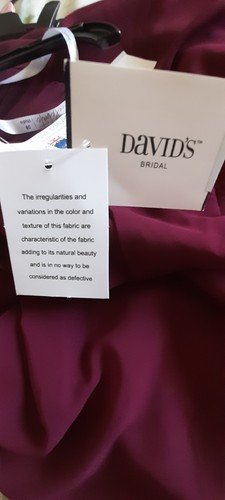 DAVID'S™
BRIDAL
The irregularities and
variations in the color and
texture of this fabric are
characteristic of the fabric
adding to its natural beauty
and is in no way to be
considered as defective